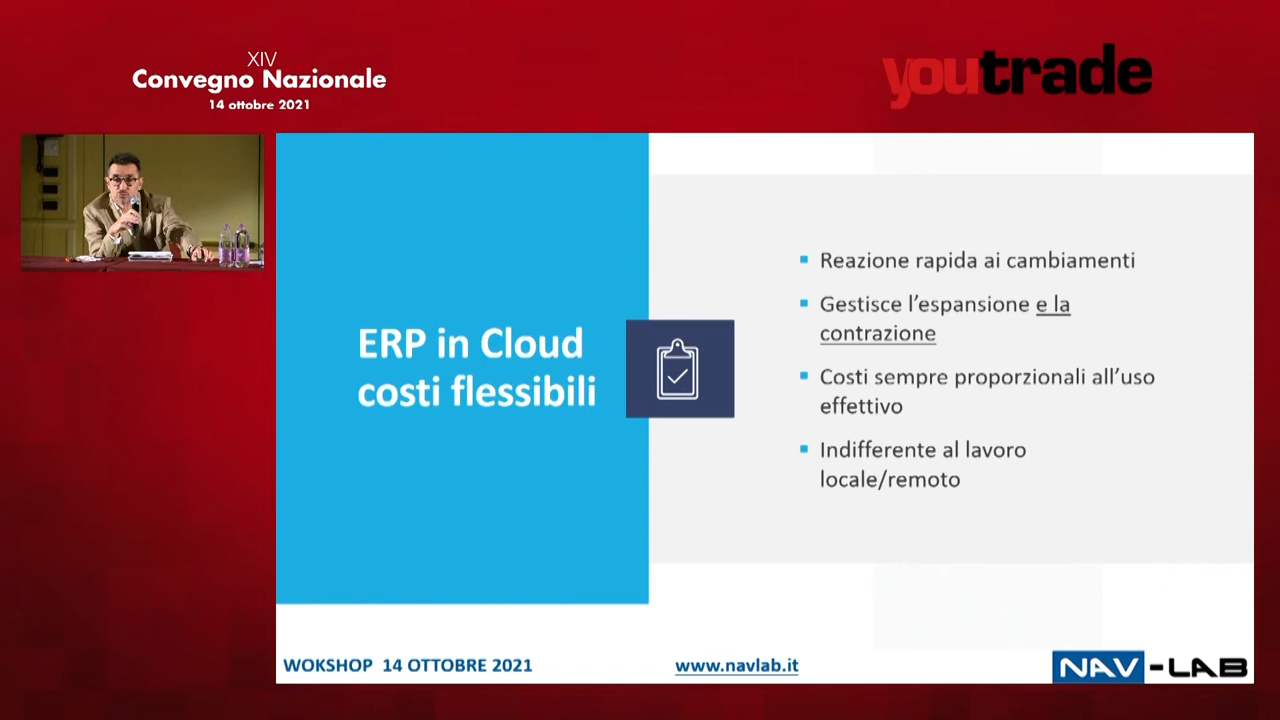 XIV
Convegno Nazionale
14 ottobre 2021
youtrade
ERP in Cloud
costi flessibili
Reazione rapida ai cambiamenti
Gestisce l’espansione e la
contrazione
Costi sempre proporzionali all’uso
effettivo
Indifferente al lavoro
locale/remoto
WOKSHOP 14 OTTOBRE 2021
www.navlab.it
NAV-LAB